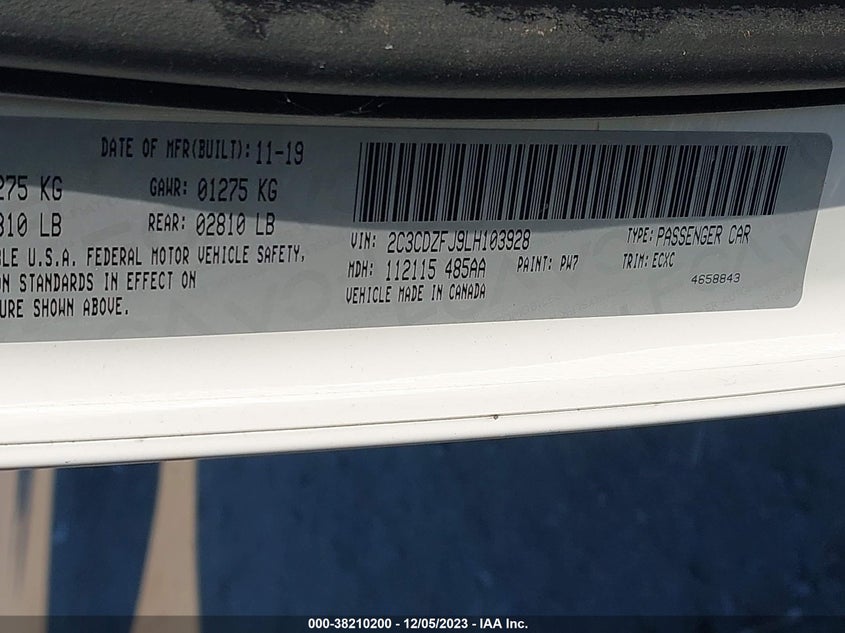 DATE OF MFR(BUILT): 11-19
275 KG GAWR: 01275 KG
810 LB REAR: 02810 LB
BLE U.S.A. FEDERAL MOTOR VEHICLE SAFETY,
ON STANDARDS IN EFFECT ON
URE SHOWN ABOVE.
VIN: 2C3CDZFJ9LH103928 TYPE: PASSENGER CAR
MDH: 112115 485AA PAINT: PW7 TRIM: ECXC
VEHICLE MADE IN CANADA 4658843
000-38210200 - 12/05/2023 - IAA Inc.